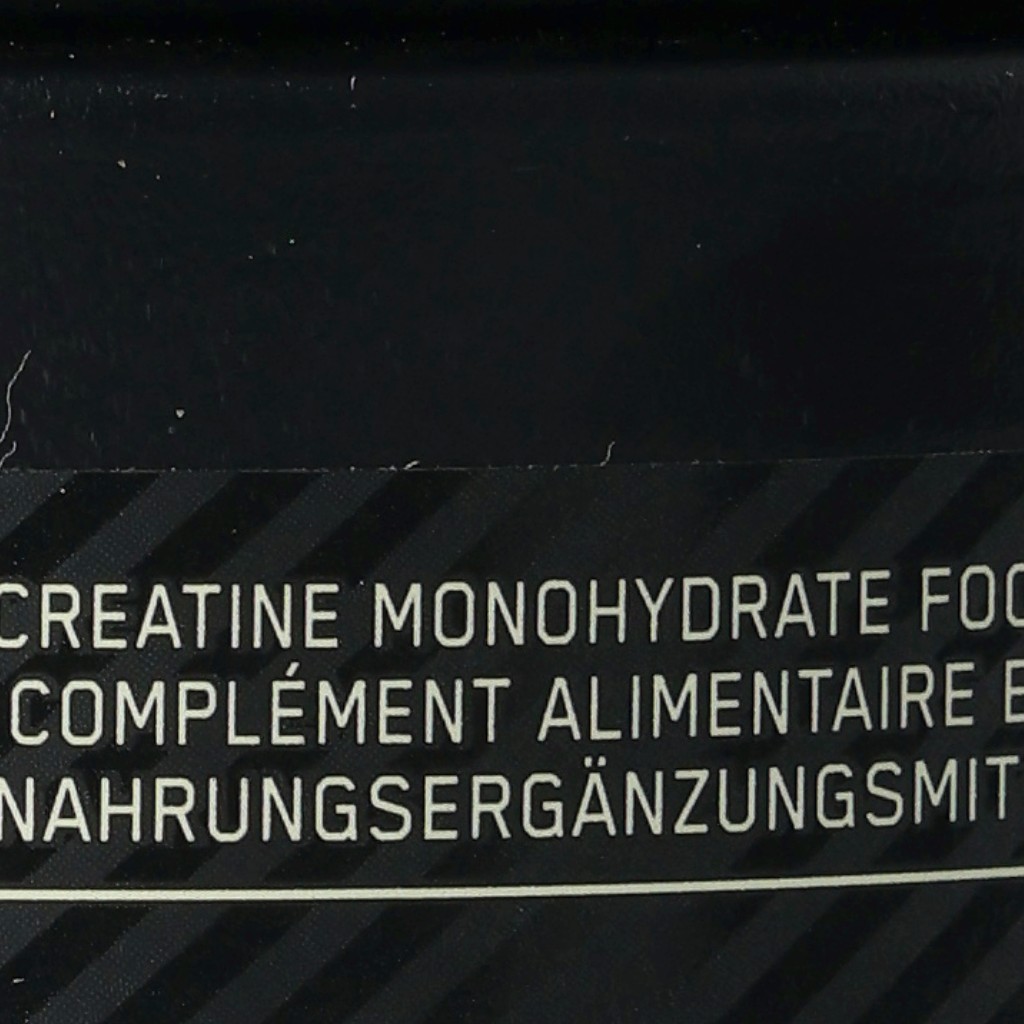 CREATINE MONOHYDRATE FOO
COMPLÉMENT ALIMENTAIRE E
NAHRUNGSERGÄNZUNGSMIT